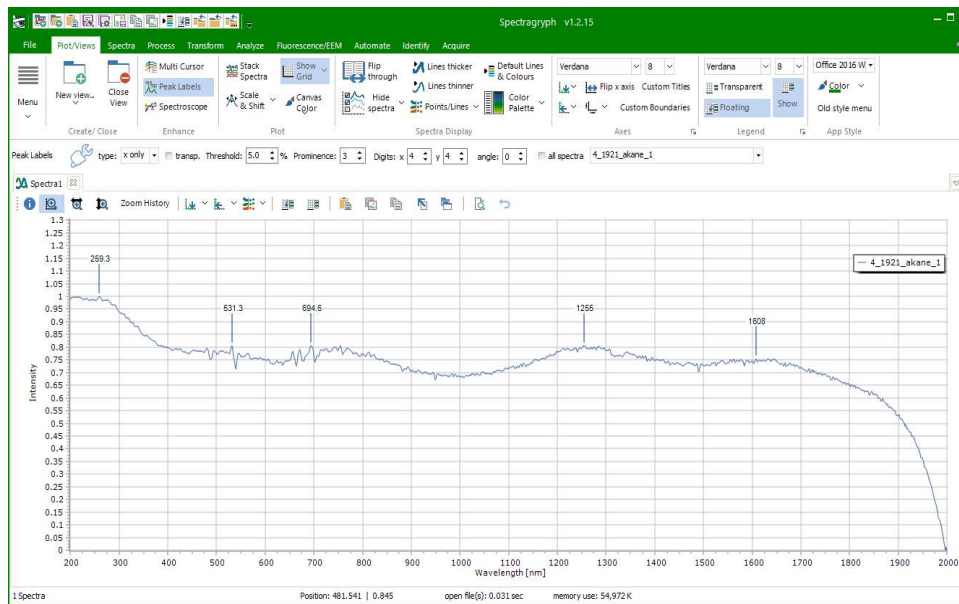 Spectragryph v1.2.15
File Plot/Views Spectra Process Transform Analyze Fluorescence/EEM Automate Identify Acquire
Menu
New view...
Close View
Create/ Close
Multi Cursor
Peak Labels
Spectroscope
Enhance
Stack Spectra
Scale & Shift
Show Grid
Canvas Color
Plot
Flip through
Hide spectra
Lines thicker
Lines thinner
Points/Lines
Default Lines & Colours
Color Palette
Spectra Display
Verdana 8
Flip x axis Custom Titles
Custom Boundaries
Axes
Verdana 8
Transparent
Floating
Show
Legend
Office 2016 W
Color
Old style menu
App Style
Peak Labels type: x only transp. Threshold: 5.0 % Prominence: 3 Digits: x 4 y 4 angle: 0 all spectra 4_1921_akane_1
Spectra1
Zoom History
1.3
1.2
1.15
1.1
1.05
1
0.95
0.9
0.85
0.8
0.75
0.7
0.65
0.6
0.55
0.5
0.45
0.4
0.35
0.3
0.25
0.2
0.15
0.1
0.05
0
Intensity
259.3
531.3
694.6
1255
1608
4_1921_akane_1
200 300 400 500 600 700 800 900 1000 1100 1200 1300 1400 1500 1600 1700 1800 1900 2000
Wavelength [nm]
1 Spectra Position: 481.541 | 0.845 open file(s): 0.031 sec memory use: 54,972 K